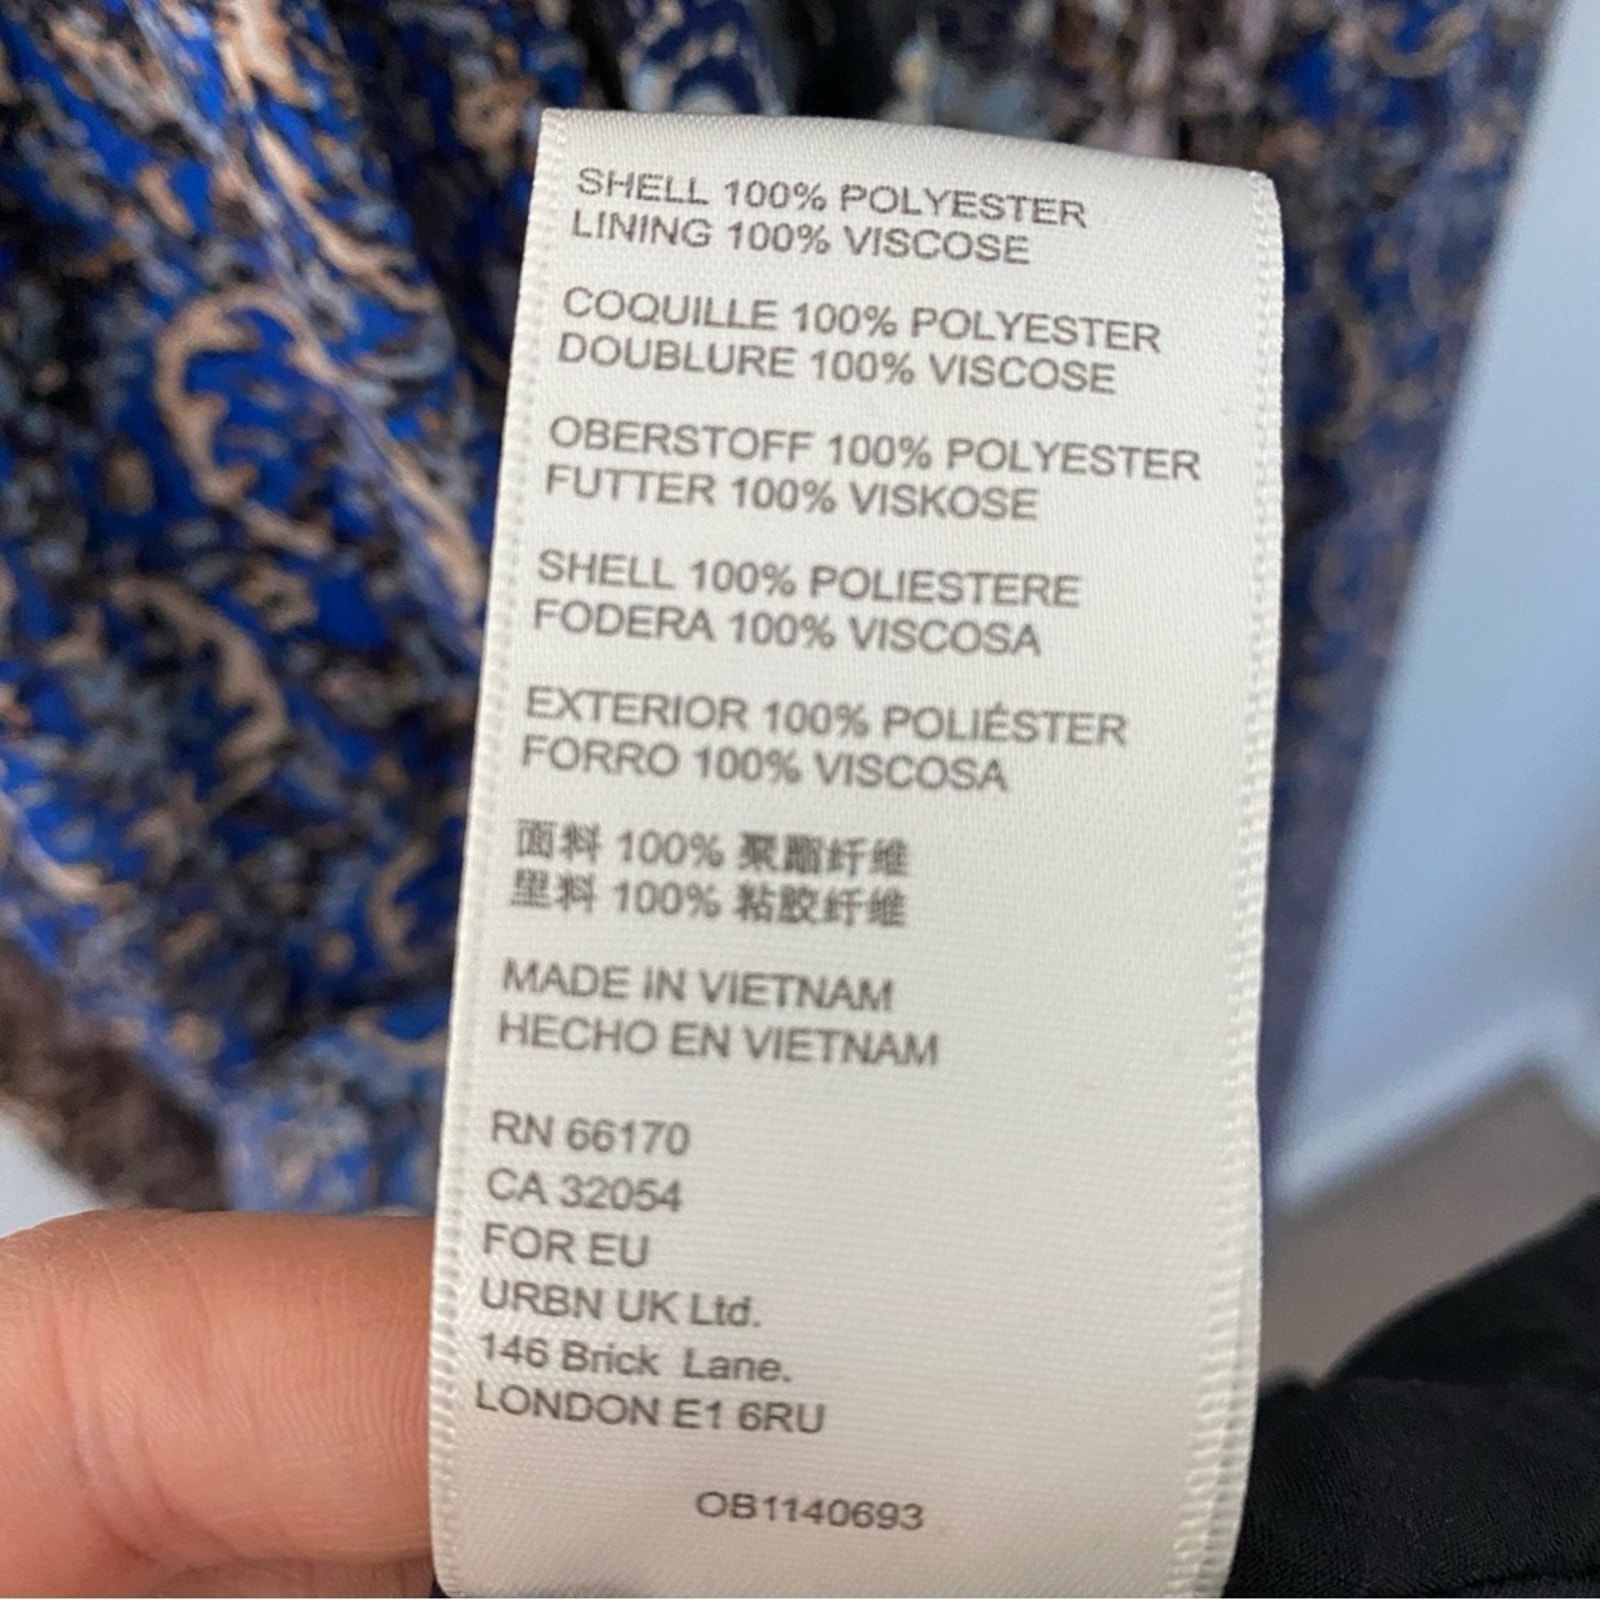 SHELL 100% POLYESTER
LINING 100% VISCOSE
COQUILLE 100% POLYESTER
DOUBLURE 100% VISCOSE
OBERSTOFF 100% POLYESTER
FUTTER 100% VISKOSE
SHELL 100% POLIESTERE
FODERA 100% VISCOSA
EXTERIOR 100% POLIÉSTER
FORRO 100% VISCOSA
面料 100% 聚酯纤维
里料 100% 粘胶纤维
MADE IN VIETNAM
HECHO EN VIETNAM
RN 66170
CA 32054
FOR EU
URBN UK Ltd.
146 Brick Lane.
LONDON E1 6RU
OB1140693